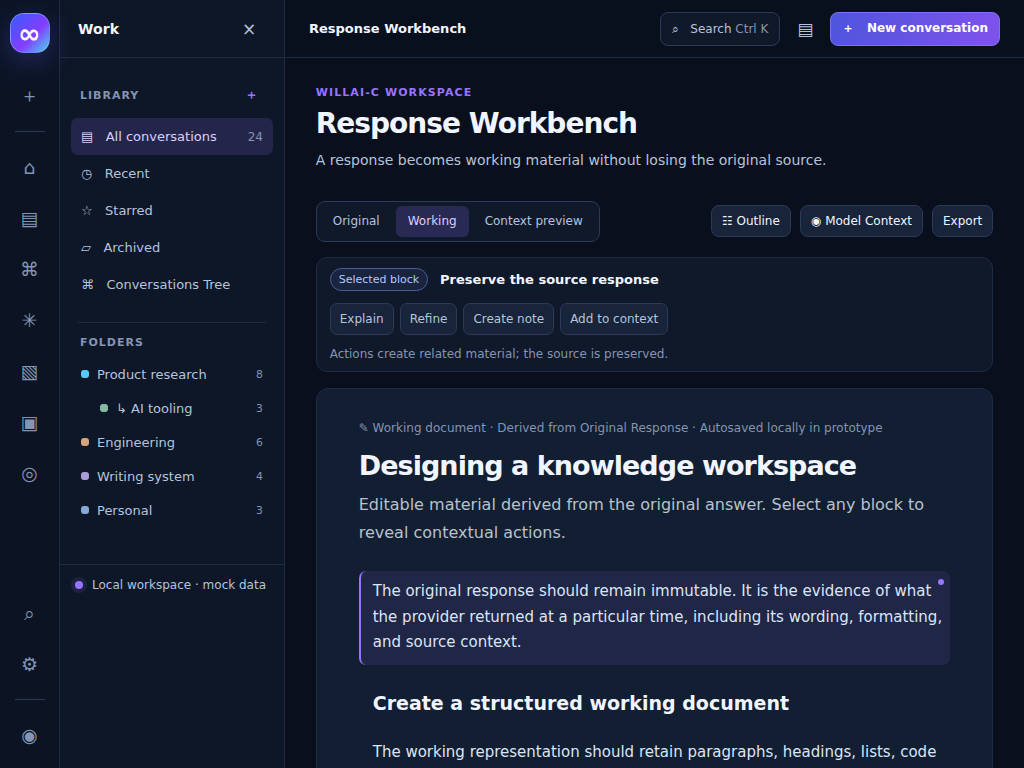 Work
×
Response Workbench
Search Ctrl K
+ New conversation
LIBRARY +
All conversations 24
Recent
Starred
Archived
⌘ Conversations Tree
FOLDERS
Product research 8
↳ AI tooling 3
Engineering 6
Writing system 4
Personal 3
Local workspace · mock data
WILLAI-C WORKSPACE
Response Workbench
A response becomes working material without losing the original source.
Original Working Context preview
☷ Outline ◉ Model Context Export
Selected block Preserve the source response
Explain Refine Create note Add to context
Actions create related material; the source is preserved.
✎ Working document · Derived from Original Response · Autosaved locally in prototype
Designing a knowledge workspace
Editable material derived from the original answer. Select any block to
reveal contextual actions.
The original response should remain immutable. It is the evidence of what
the provider returned at a particular time, including its wording, formatting,
and source context.
Create a structured working document
The working representation should retain paragraphs, headings, lists, code